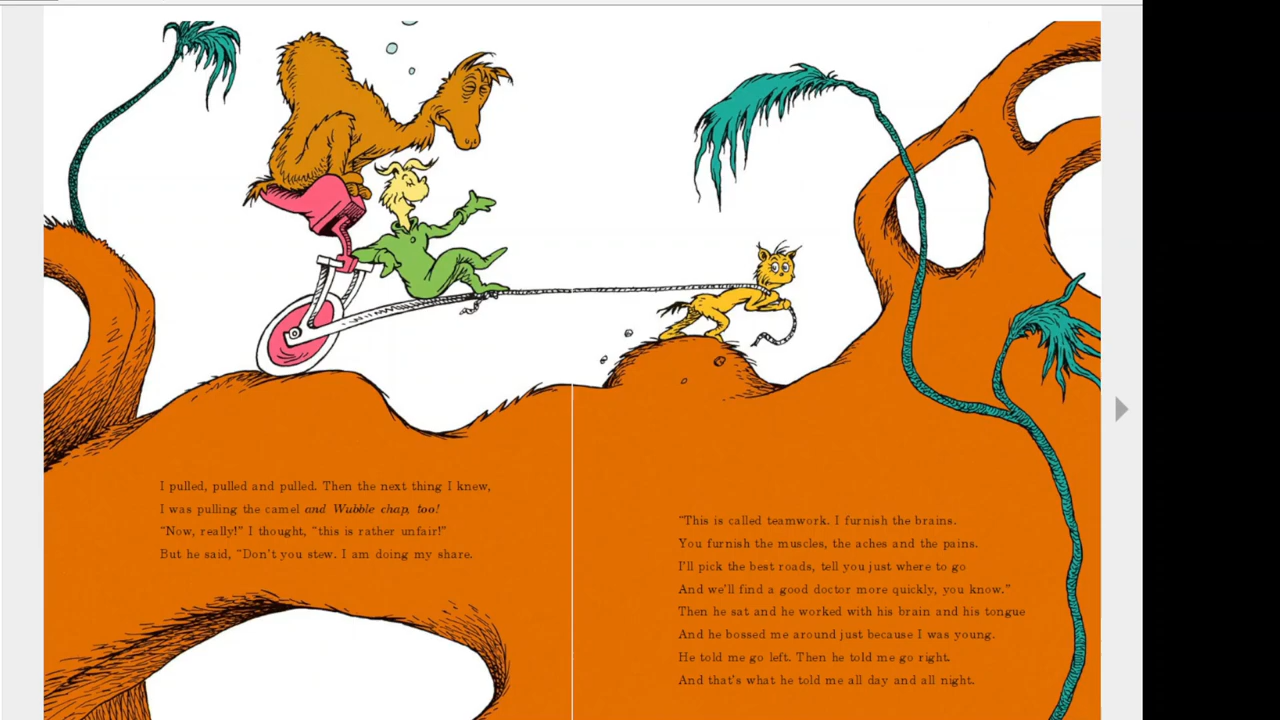 I pulled, pulled and pulled. Then the next thing I knew,
I was pulling the camel and Wubble chap, too!
“Now, really!” I thought, “this is rather unfair!”
But he said, “Don’t you stew. I am doing my share.
“This is called teamwork. I furnish the brains.
You furnish the muscles, the aches and the pains.
I’ll pick the best roads, tell you just where to go
And we’ll find a good doctor more quickly, you know.”
Then he sat and he worked with his brain and his tongue
And he bossed me around just because I was young.
He told me go left. Then he told me go right.
And that’s what he told me all day and all night.